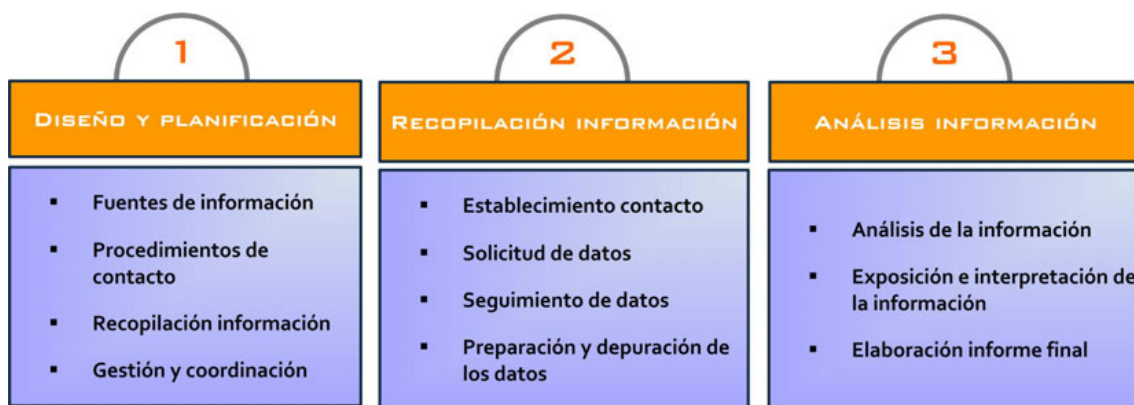 1
DISEÑO Y PLANIFICACIÓN
Fuentes de información
Procedimientos de
contacto
Recopilación información
Gestión y coordinación
2
RECOPILACIÓN INFORMACIÓN
Establecimiento contacto
Solicitud de datos
Seguimiento de datos
Preparación y depuración de
los datos
3
ANÁLISIS INFORMACIÓN
Análisis de la información
Exposición e interpretación de
la información
Elaboración informe final